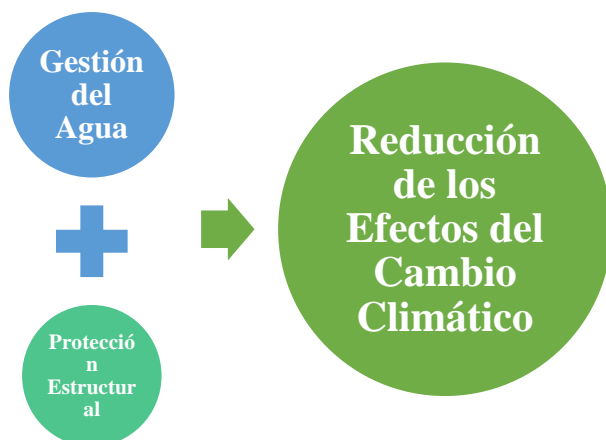 Gestión
del
Agua
Protecció
n
Estructur
al
Reducción
de los
Efectos del
Cambio
Climático